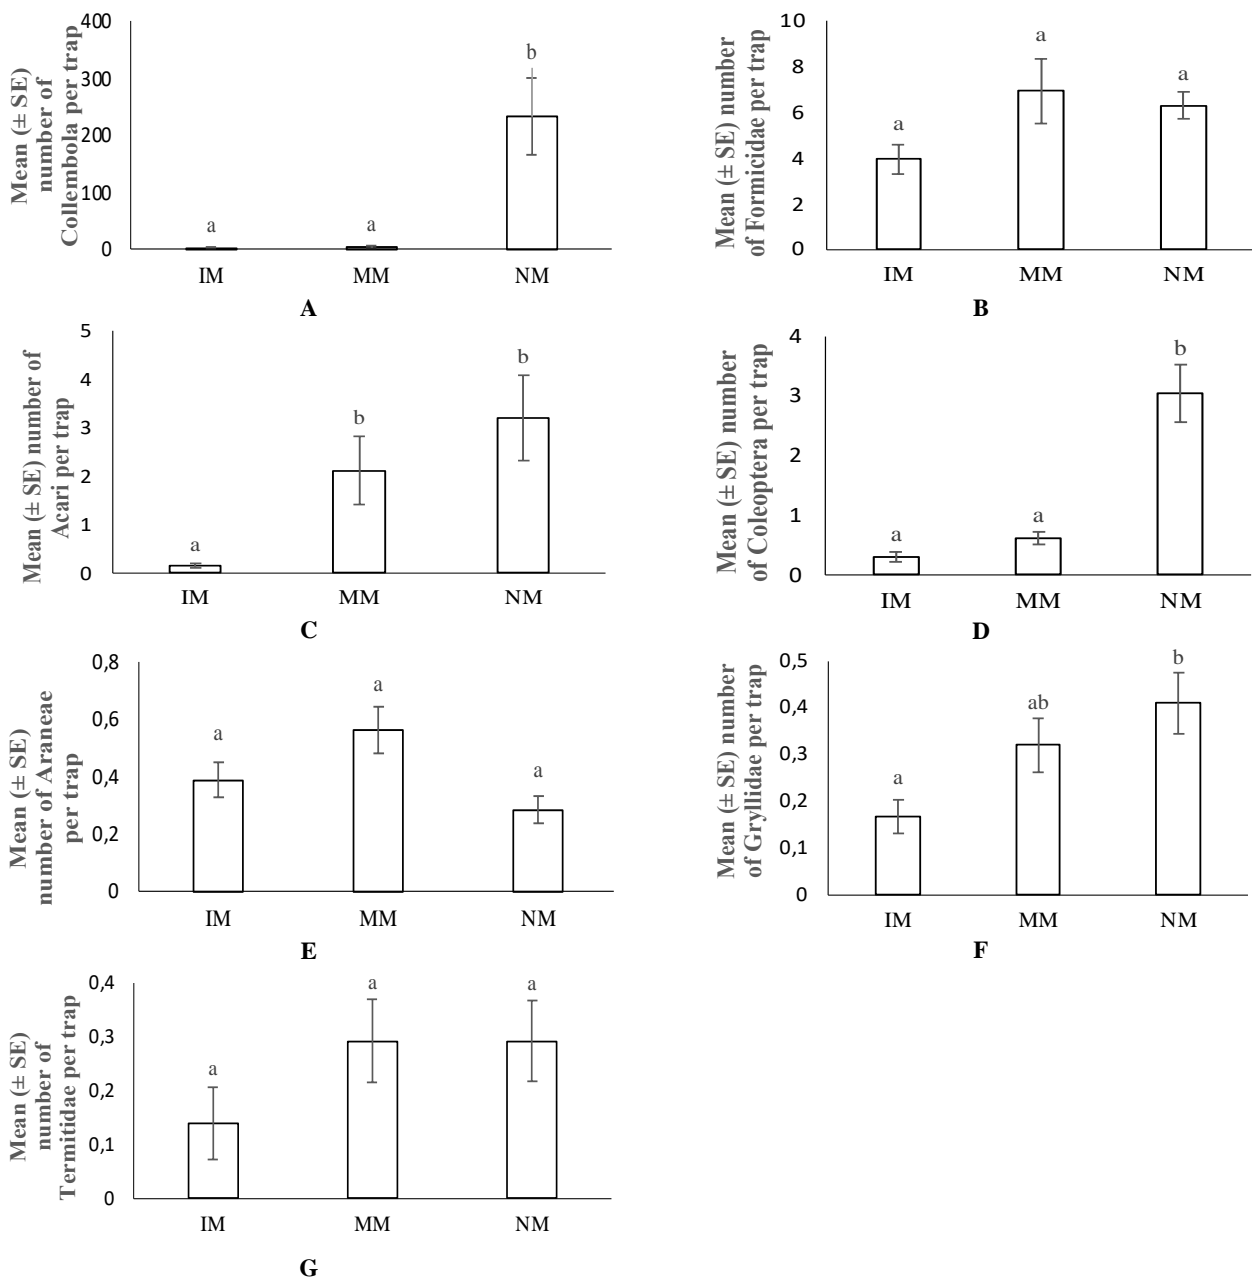 Mean (± SE)
number of
Collembola per trap
400
300
200
100
0
a
a
b
IM
MM
NM
A
Mean (± SE) number
of Formicidae per trap
10
8
6
4
2
0
a
a
a
IM
MM
NM
B
Mean (± SE) number of
Acari per trap
5
4
3
2
1
0
a
b
b
IM
MM
NM
C
Mean (± SE) number
of Coleoptera per trap
4
3
2
1
0
a
a
b
IM
MM
NM
D
Mean (± SE)
number of Araneae
per trap
0,8
0,6
0,4
0,2
0
a
a
a
IM
MM
NM
E
Mean (± SE) number
of Gryllidae per trap
0,5
0,4
0,3
0,2
0,1
0
a
ab
b
IM
MM
NM
F
Mean (± SE)
number of
Termitidae per trap
0,4
0,3
0,2
0,1
0
a
a
a
IM
MM
NM
G